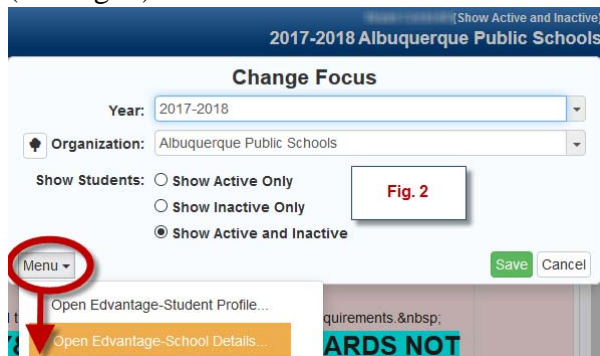 (Show Active and Inactive)
2017-2018 Albuquerque Public Schools
Change Focus
Year: 2017-2018
Organization: Albuquerque Public Schools
Show Students: Show Active Only
Show Inactive Only
Show Active and Inactive
Fig. 2
Menu Save Cancel
Open Edvantage-Student Profile...
quirements.&nbsp;
Open Edvantage-School Details...
ARDS NOT